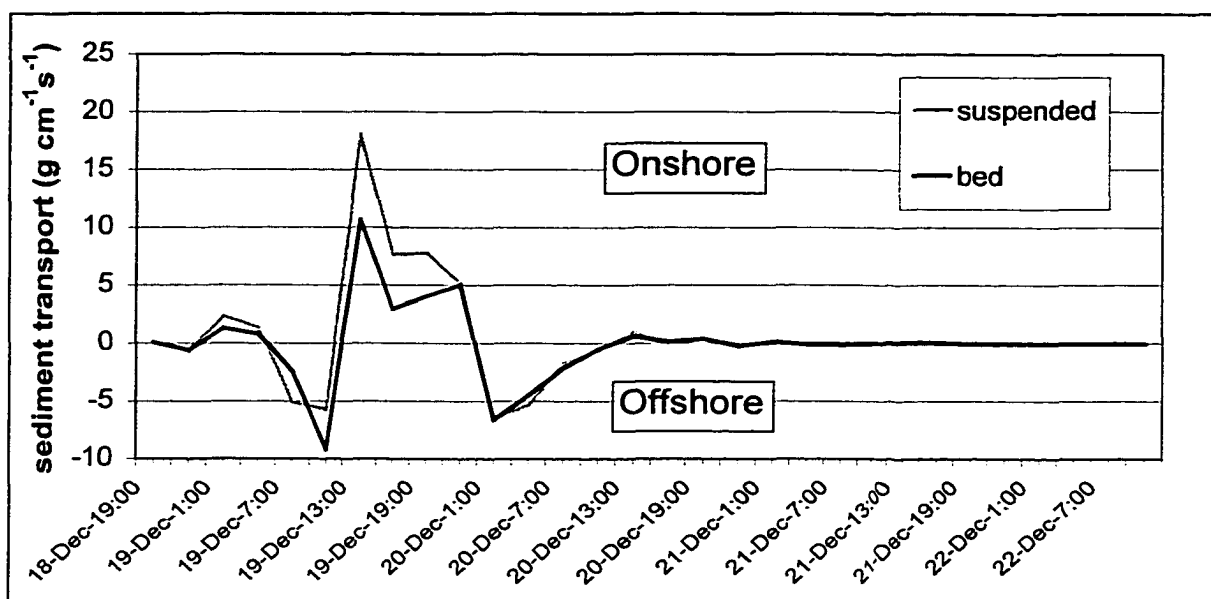 sediment transport (g cm⁻¹s⁻¹)
25
20
15
10
5
0
-5
-10
suspended
bed
Onshore
Offshore
18-Dec-19:00
19-Dec-1:00
19-Dec-7:00
19-Dec-13:00
19-Dec-19:00
20-Dec-1:00
20-Dec-7:00
20-Dec-13:00
20-Dec-19:00
21-Dec-1:00
21-Dec-7:00
21-Dec-13:00
21-Dec-19:00
22-Dec-1:00
22-Dec-7:00